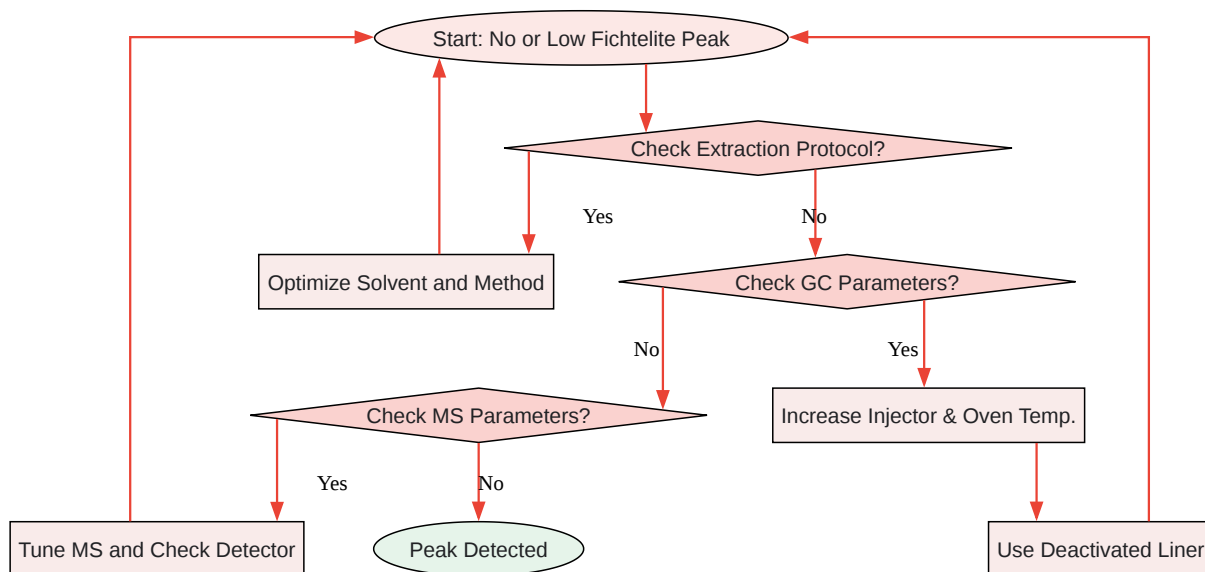 Start: No or Low Fichtelite Peak
Check Extraction Protocol?
Yes
No
Optimize Solvent and Method
Check GC Parameters?
No
Yes
Check MS Parameters?
Increase Injector & Oven Temp.
Yes
No
Tune MS and Check Detector
Peak Detected
Use Deactivated Liner